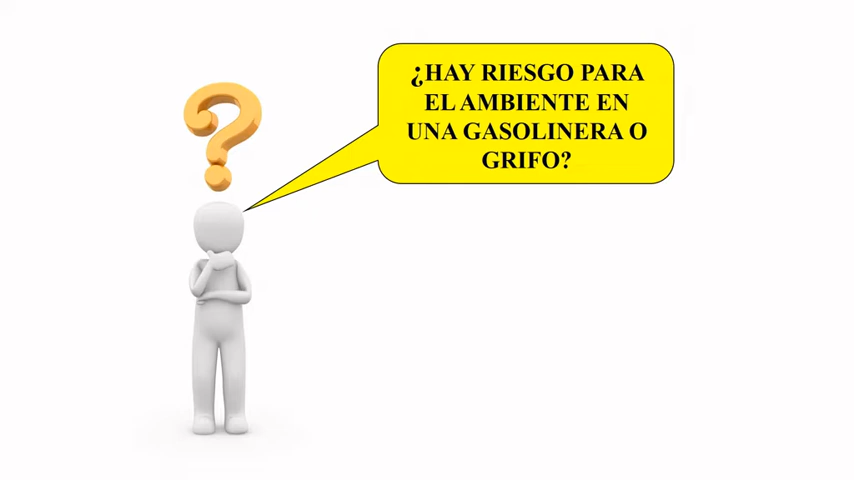 ¿HAY RIESGO PARA
EL AMBIENTE EN
UNA GASOLINERA O
GRIFO?